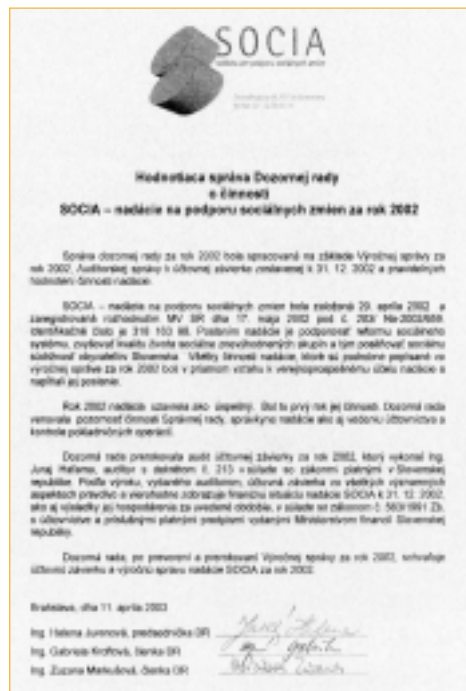 SOCIA
Hodnotiaca správa Dozornej rady
o činnosti
SOCIA – nadácie na podporu sociálnych zmien za rok 2002
Správa dozornej rady za rok 2002 bola spracovaná na základe Výročnej správy za
rok 2002, Audítorskej správy k účtovnej závierke zostavenej k 31. 12. 2002 a pravidelných
hodnotení činnosti nadácie.
SOCIA – nadácia na podporu sociálnych zmien bola založená 29. apríla 2002 a
zaregistrovaná rozhodnutím MV SR dňa 17. mája 2002 pod č.
identifikačné číslo je Poslaním nadácie je podporovať reformu sociálneho
systému, zvyšovať kvalitu života sociálne znevýhodnených skupín a tým posilňovať sociálnu
súdržnosť obyvateľov Slovenska. Všetky činnosti nadácie, ktoré sú podrobne popísané vo
výročnej správe za rok 2002 boli v priamom vzťahu k verejnoprospešnému účelu nadácie a
napĺňali jej poslanie.
Rok 2002 nadácia uzavrela ako úspešný. Bol to prvý rok jej činnosti. Dozorná rada
venovala pozornosť činnosti Správnej rady, správkyne nadácie ako aj vedeniu účtovníctva a
kontrole pokladničných operácií.
Dozorná rada prerokovala audit účtovnej závierky za rok 2002, ktorý vykonal Ing.
Juraj audítor s dekrétom č. 213 v súlade so zákonmi platnými v Slovenskej
republike. Podľa výroku, vydaného audítorom, účtovná závierka vo všetkých významných
aspektoch pravdivo a vierohodne zobrazuje finančnú situáciu nadácie SOCIA k 31. 12. 2002,
ako aj výsledky jej hospodárenia za uvedené obdobie, v súlade so zákonom č. 563/1991 Zb.
o účtovníctve a príslušnými platnými predpismi vydanými Ministerstvom financií Slovenskej
republiky.
Dozorná rada, po preverení a prerokovaní Výročnej správy za rok 2002, schvaľuje
účtovnú závierku a výročnú správu nadácie SOCIA za rok 2002.
Bratislava, dňa 11. apríla 2003
Ing. Helena predsedníčka DR
Ing. Gabriela členka DR
Ing. Zuzana členka DR